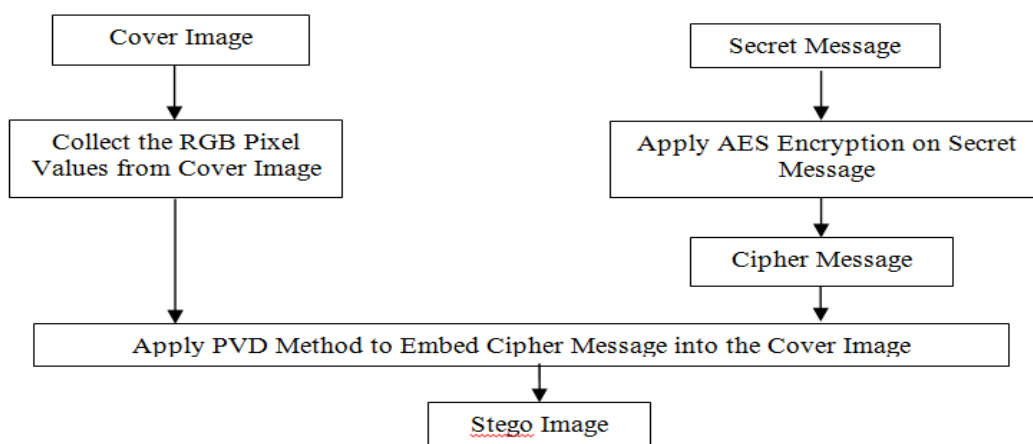 Cover Image
Secret Message
Collect the RGB Pixel
Values from Cover Image
Apply AES Encryption on Secret
Message
Cipher Message
Apply PVD Method to Embed Cipher Message into the Cover Image
Stego Image